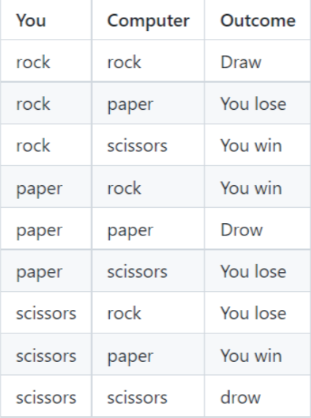 You Computer Outcome
rock rock Draw
rock paper You lose
rock scissors You win
paper rock You win
paper paper Drow
paper scissors You lose
scissors rock You lose
scissors paper You win
scissors scissors drow